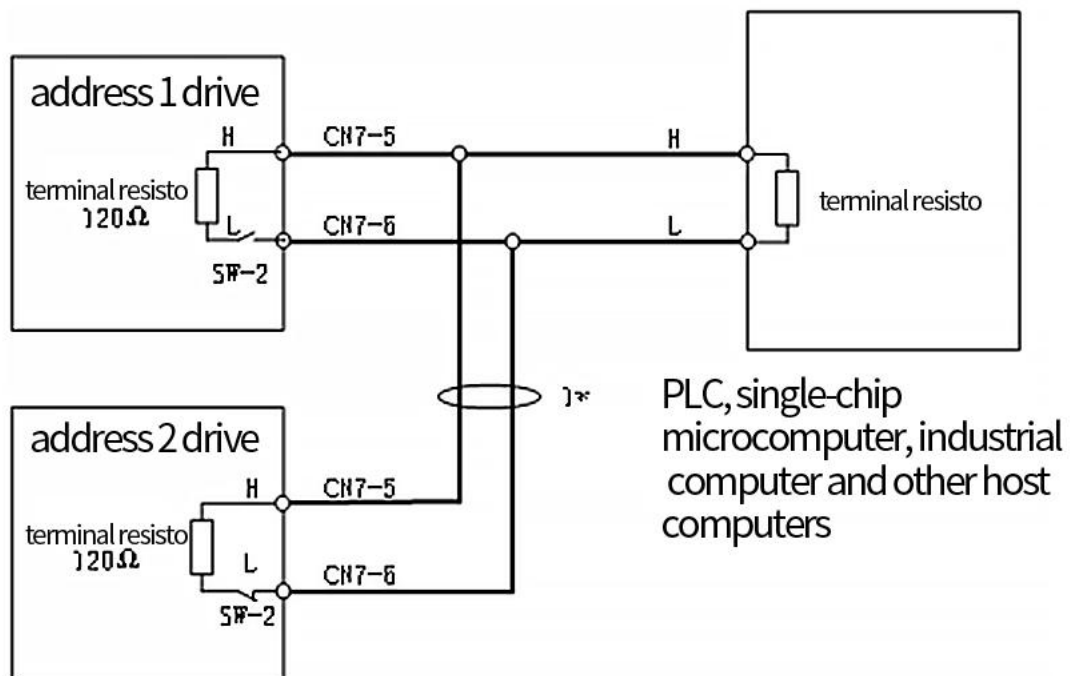 address 1 drive
H
CN7-5
H
terminal resisto
120Ω
L
CN7-6
L
SW-2
terminal resisto
address 2 drive
H
CN7-5
terminal resisto
120Ω
L
CN7-6
SW-2
PLC, single-chip
microcomputer, industrial
computer and other host
computers